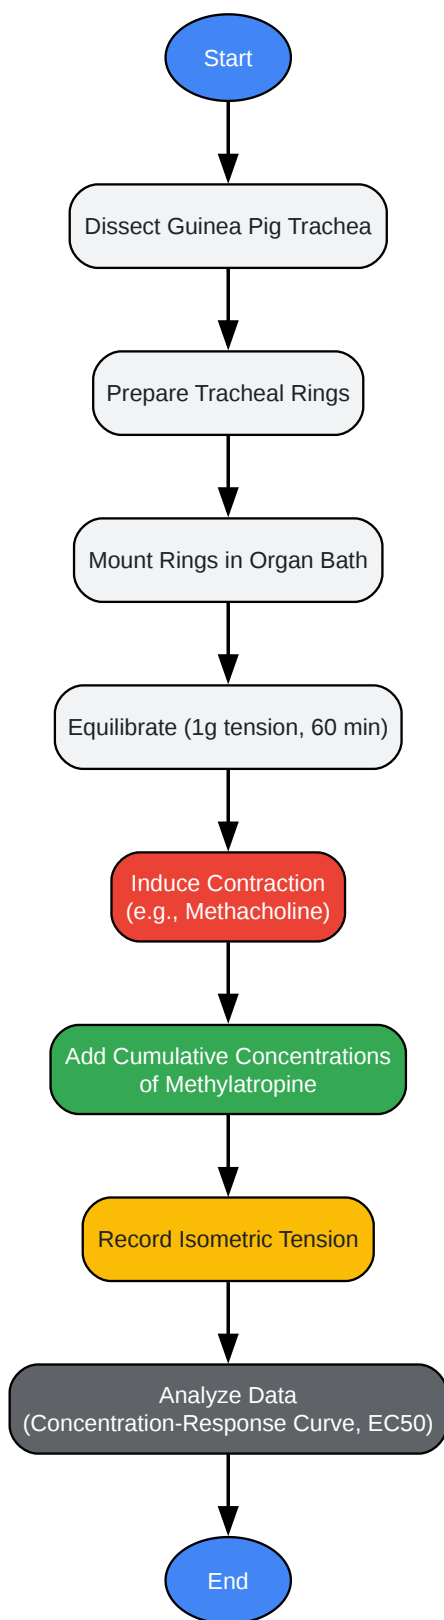 Start
Dissect Guinea Pig Trachea
Prepare Tracheal Rings
Mount Rings in Organ Bath
Equilibrate (1g tension, 60 min)
Induce Contraction
(e.g., Methacholine)
Add Cumulative Concentrations
of Methylatropine
Record Isometric Tension
Analyze Data
(Concentration-Response Curve, EC50)
End